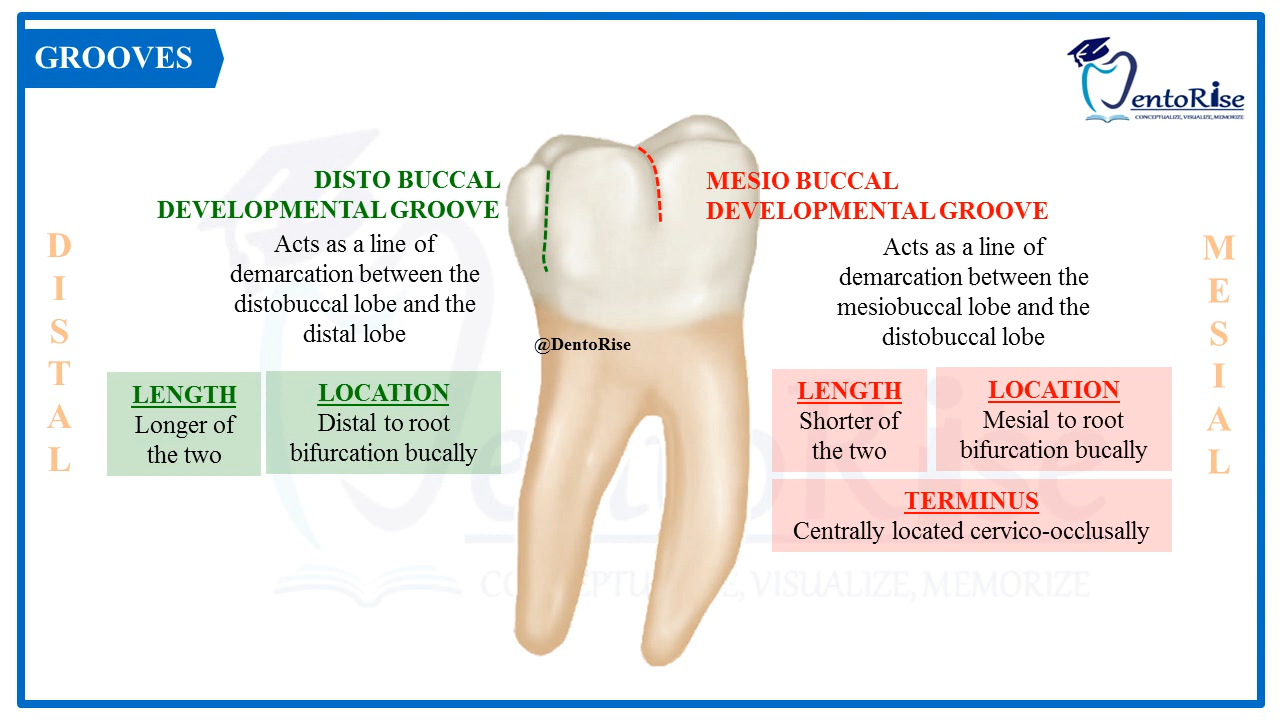 GROOVES
entoRise
CONCEPTUALIZE, VISUALIZE, MEMORIZE
DISTO BUCCAL
DEVELOPMENTAL GROOVE
Acts as a line of
demarcation between the
distobuccal lobe and the
distal lobe
MESIO BUCCAL
DEVELOPMENTAL GROOVE
Acts as a line of
demarcation between the
mesiobuccal lobe and the
distobuccal lobe
DISTAL
MESIAL
@DentoRise
LENGTH
Longer of
the two
LOCATION
Distal to root
bifurcation bucally
LENGTH
Shorter of
the two
LOCATION
Mesial to root
bifurcation bucally
TERMINUS
Centrally located cervico-occlusally